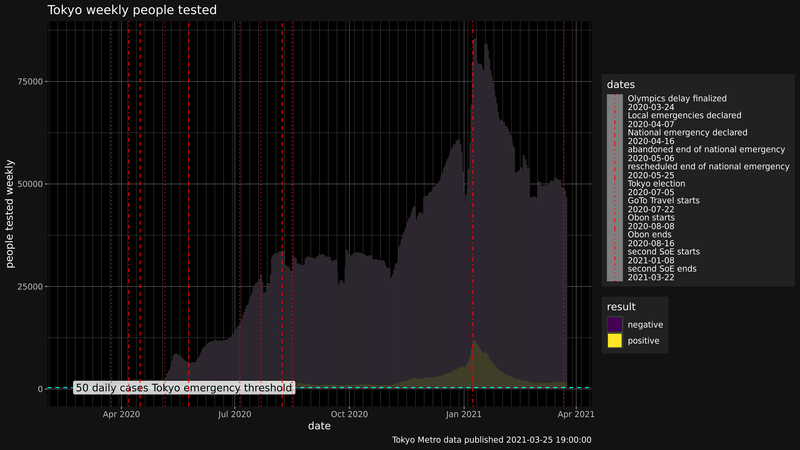 Tokyo weekly people tested
people tested weekly
75000
50000
25000
0
50 daily cases Tokyo emergency threshold
Apr 2020
Jul 2020
Oct 2020
Jan 2021
Apr 2021
date
Tokyo Metro data published 2021-03-25 19:00:00
dates
Olympics delay finalized
2020-03-24
Local emergencies declared
2020-04-07
National emergency declared
2020-04-16
abandoned end of national emergency
2020-05-06
rescheduled end of national emergency
2020-05-25
Tokyo election
2020-07-05
GoTo Travel starts
2020-07-22
Obon starts
2020-08-08
Obon ends
2020-08-16
second SoE starts
2021-01-08
second SoE ends
2021-03-22
result
negative
positive